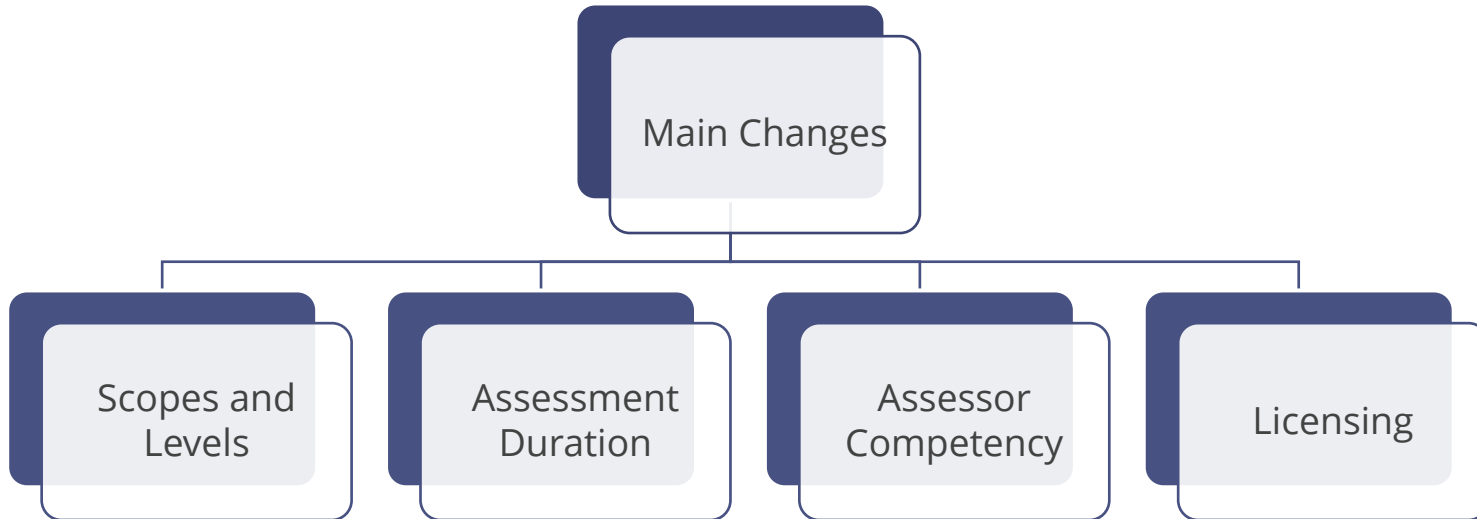 Main Changes
Scopes and
Levels
Assessment
Duration
Assessor
Competency
Licensing